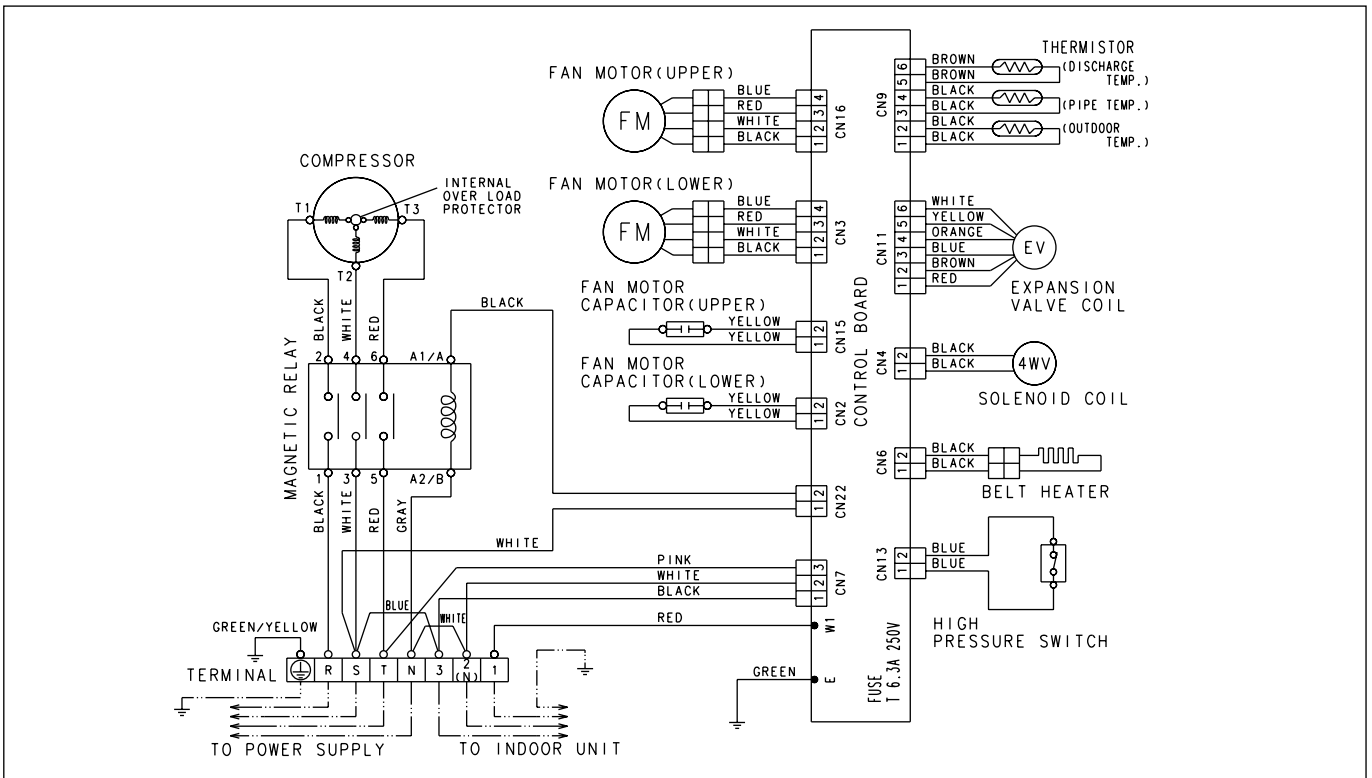 FAN MOTOR(UPPER)
FM
BLUE
RED
WHITE
BLACK
4
3
2
1
CN16
FAN MOTOR(LOWER)
FM
BLUE
RED
WHITE
BLACK
4
3
2
1
CN3
FAN MOTOR
CAPACITOR(UPPER)
YELLOW
YELLOW
2
1
CN15
FAN MOTOR
CAPACITOR(LOWER)
YELLOW
YELLOW
2
1
CN2
COMPRESSOR
INTERNAL
OVER LOAD
PROTECTOR
T1
T3
T2
BLACK
WHITE
RED
BLACK
2
4
6
A1/A
MAGNETIC RELAY
1
3
5
A2/B
BLACK
WHITE
RED
GRAY
2
1
CN22
WHITE
PINK
WHITE
BLACK
3
2
1
CN7
BLUE
WHITE
RED
W1
GREEN/YELLOW
TERMINAL
R
S
T
N
3
2
(N)
1
GREEN
E
TO POWER SUPPLY
TO INDOOR UNIT
CONTROL BOARD
FUSE
T 6.3A 250V
THERMISTOR
CN9
6
5
4
3
2
1
BROWN
BROWN
BLACK
BLACK
BLACK
BLACK
(DISCHARGE
TEMP.)
(PIPE TEMP.)
(OUTDOOR
TEMP.)
CN11
6
5
4
3
2
1
WHITE
YELLOW
ORANGE
BLUE
BROWN
RED
EV
EXPANSION
VALVE COIL
CN4
2
1
BLACK
BLACK
4WV
SOLENOID COIL
CN6
2
1
BLACK
BLACK
BELT HEATER
CN13
2
1
BLUE
BLUE
HIGH
PRESSURE SWITCH